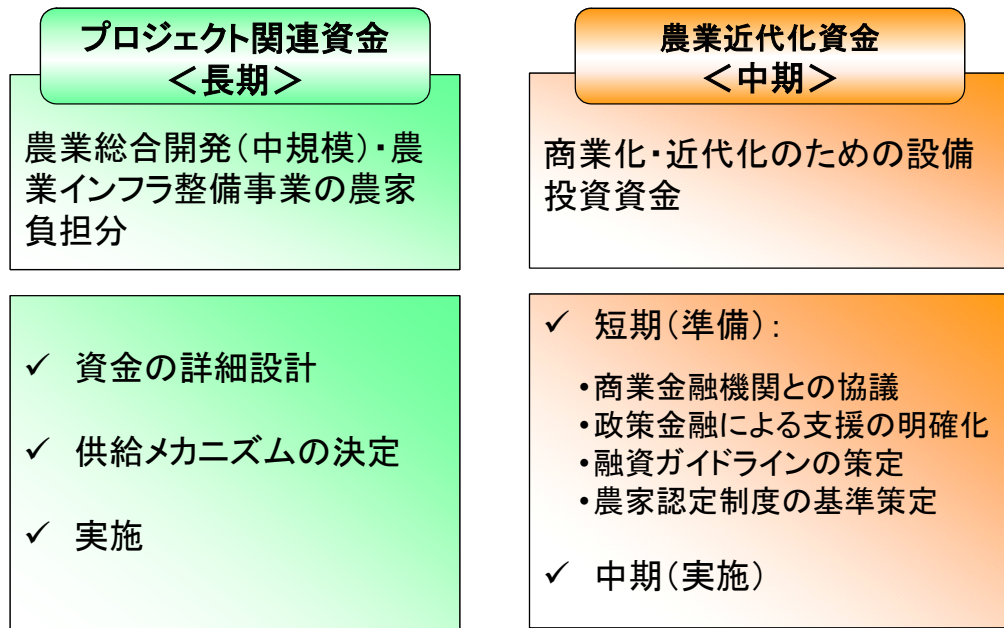 プロジェクト関連資金
＜長期＞
農業総合開発（中規模）・農
業インフラ整備事業の農家
負担分
✓ 資金の詳細設計
✓ 供給メカニズムの決定
✓ 実施
農業近代化資金
＜中期＞
商業化・近代化のための設備
投資資金
✓ 短期（準備）：
・商業金融機関との協議
・政策金融による支援の明確化
・融資ガイドラインの策定
・農家認定制度の基準策定
✓ 中期（実施）